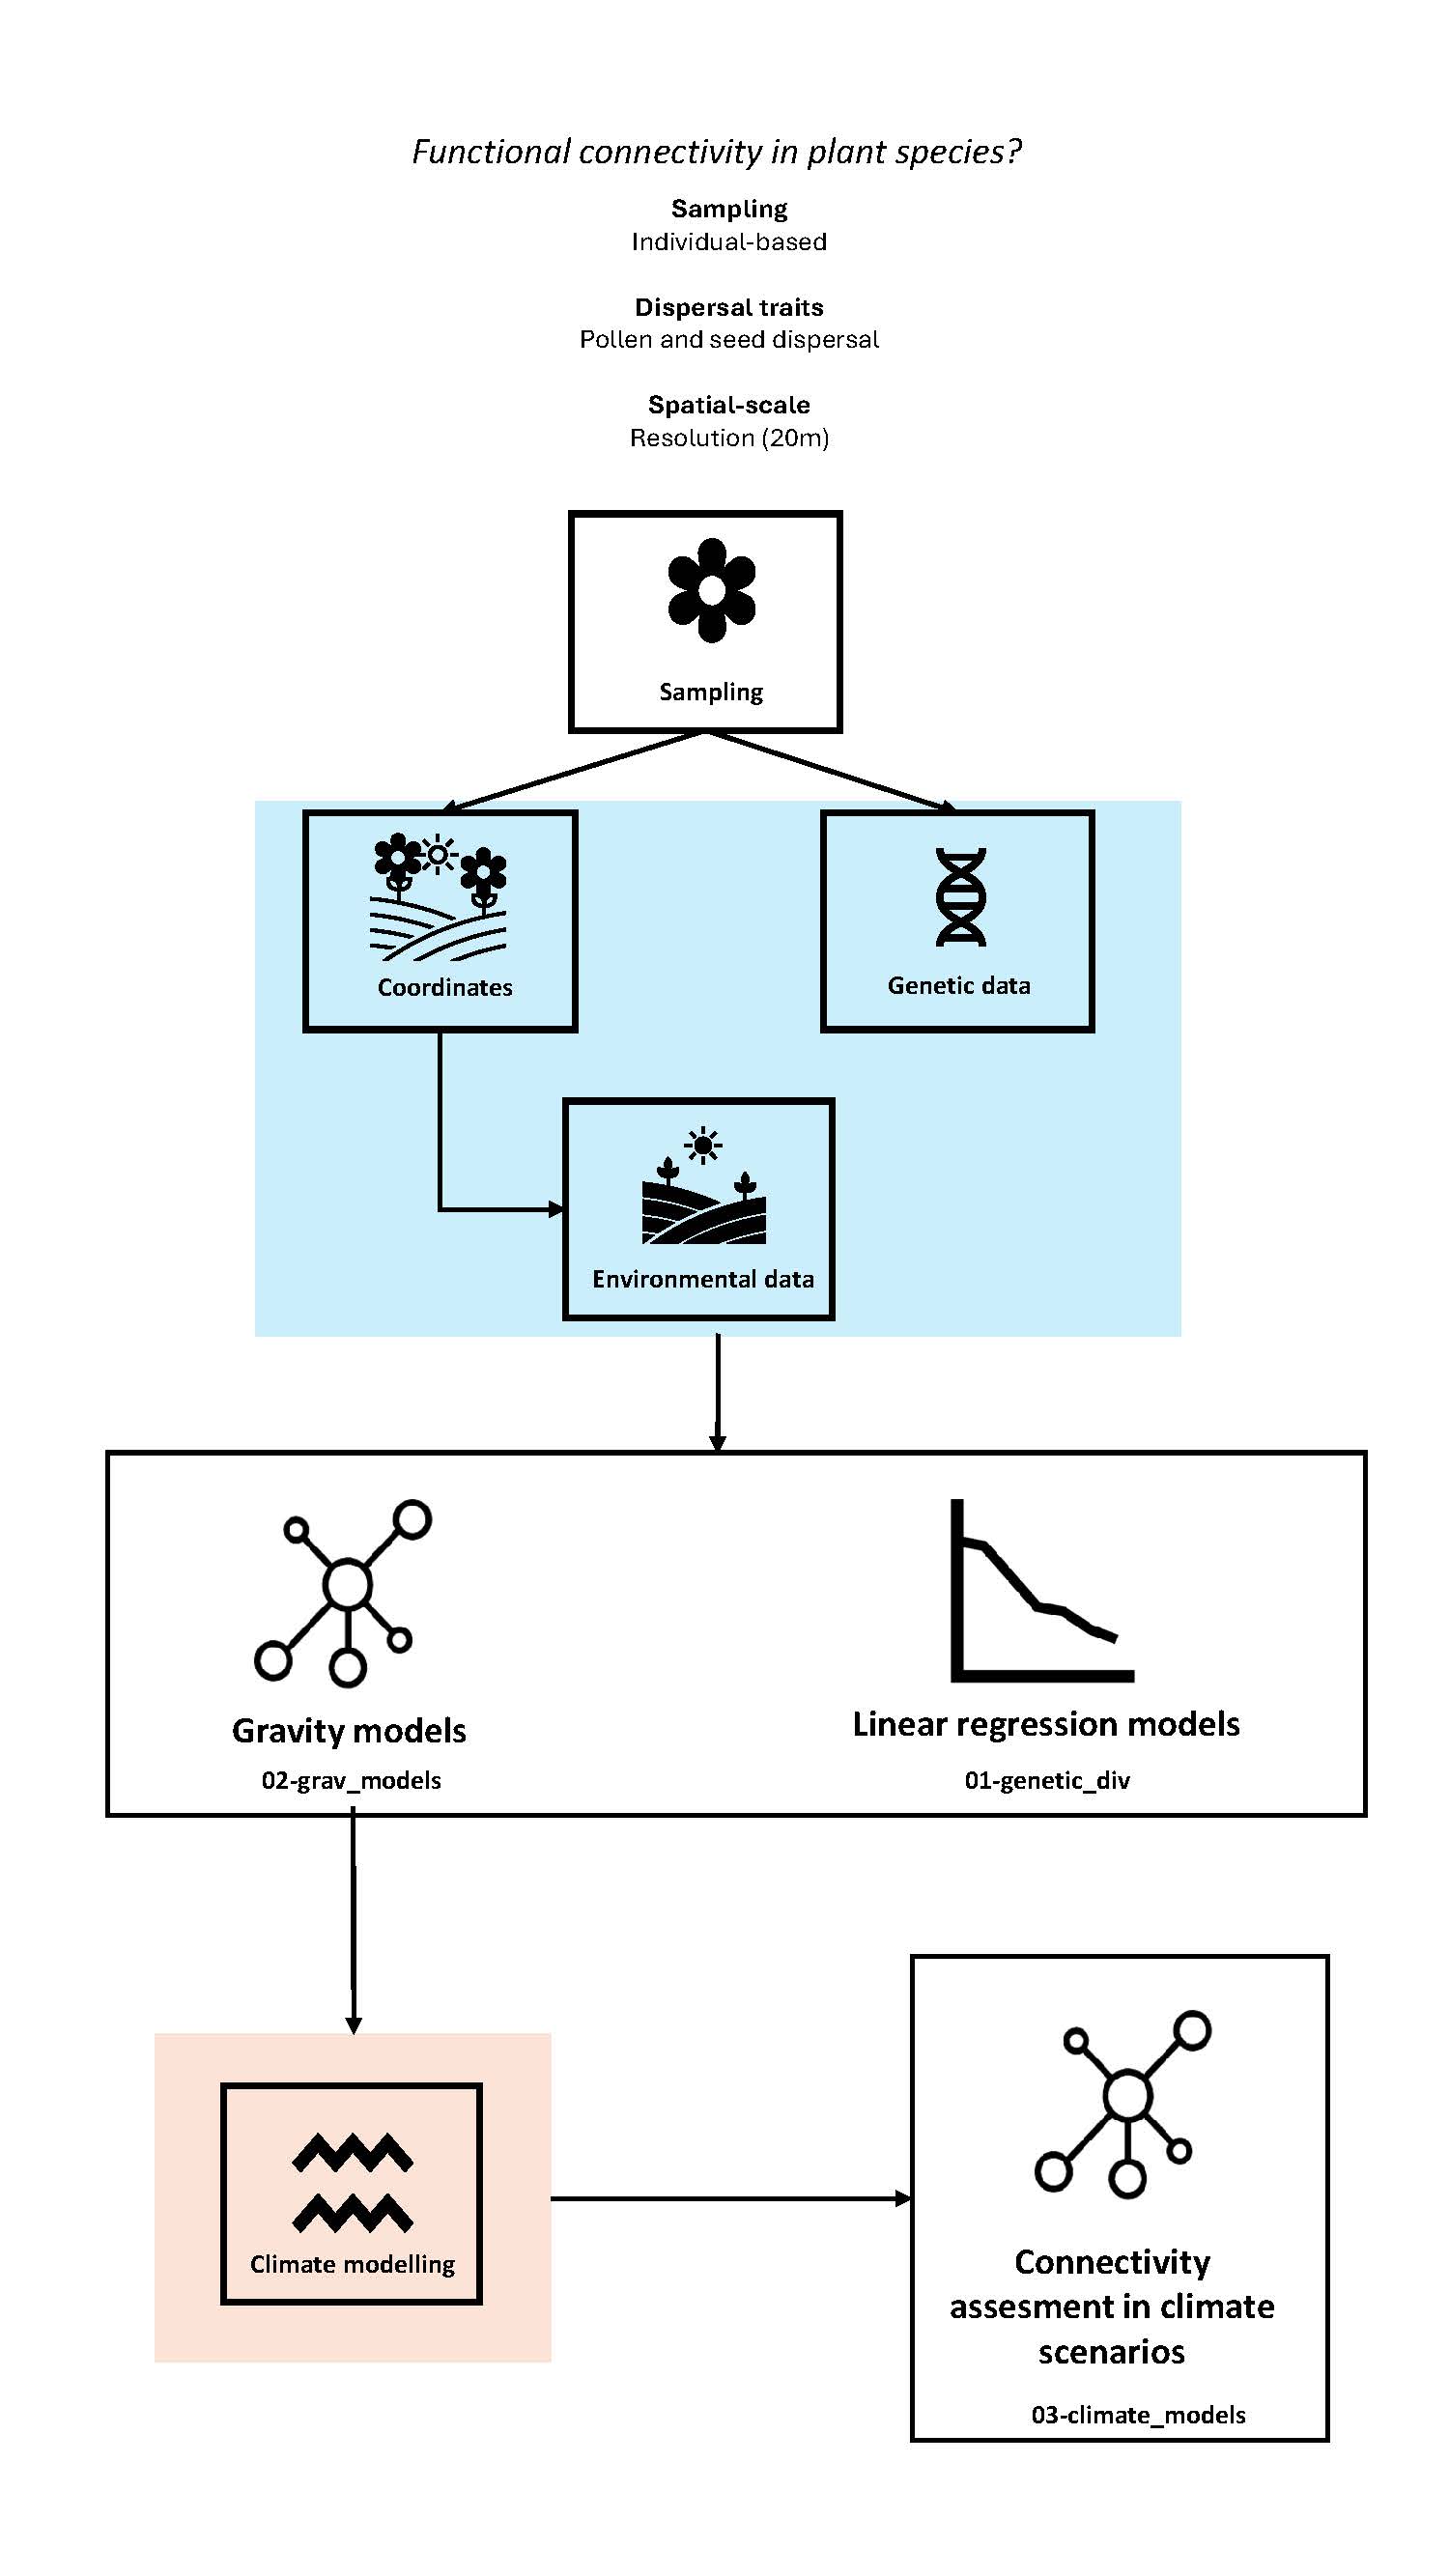 Functional connectivity in plant species?
Sampling
Individual-based
Dispersal traits
Pollen and seed dispersal
Spatial-scale
Resolution (20m)
Sampling
Coordinates
Genetic data
Environmental data
Gravity models
02-grav_models
Linear regression models
01-genetic_div
Climate modelling
Connectivity
assesment in climate
scenarios
03-climate_models